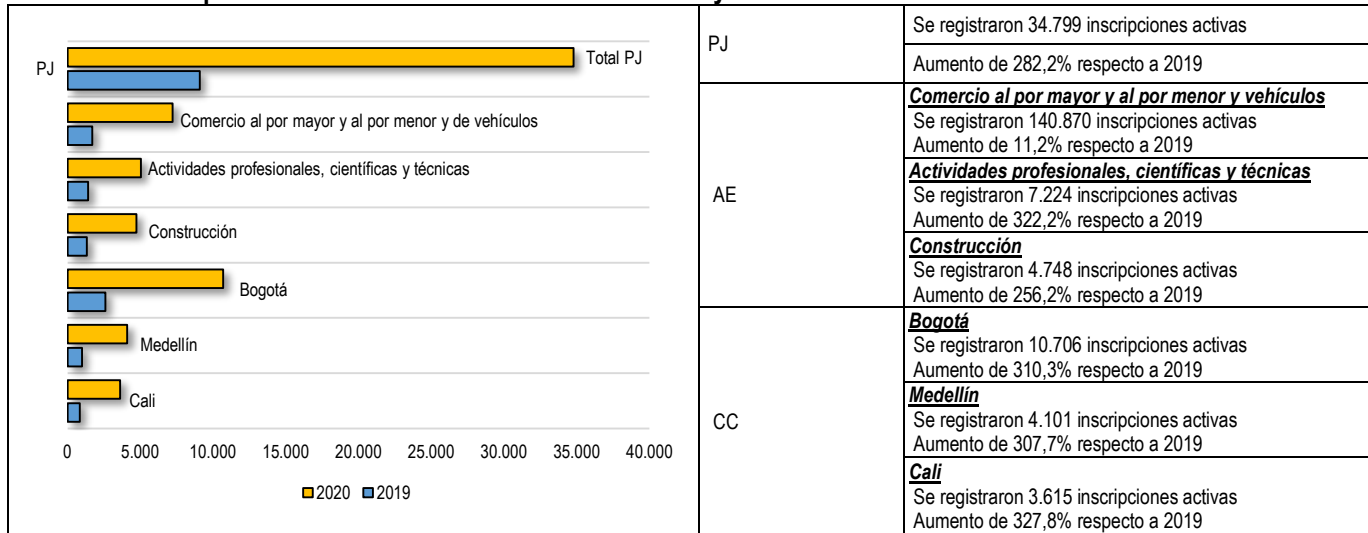 PJ
Total PJ
Comercio al por mayor y al por menor y de vehículos
Actividades profesionales, científicas y técnicas
Construcción
Bogotá
Medellín
Cali
0 5.000 10.000 15.000 20.000 25.000 30.000 35.000 40.000
2020 2019
PJ
Se registraron 34.799 inscripciones activas
Aumento de 282,2% respecto a 2019
AE
Comercio al por mayor y al por menor y vehículos
Se registraron 140.870 inscripciones activas
Aumento de 11,2% respecto a 2019
Actividades profesionales, científicas y técnicas
Se registraron 7.224 inscripciones activas
Aumento de 322,2% respecto a 2019
Construcción
Se registraron 4.748 inscripciones activas
Aumento de 256,2% respecto a 2019
CC
Bogotá
Se registraron 10.706 inscripciones activas
Aumento de 310,3% respecto a 2019
Medellín
Se registraron 4.101 inscripciones activas
Aumento de 307,7% respecto a 2019
Cali
Se registraron 3.615 inscripciones activas
Aumento de 327,8% respecto a 2019